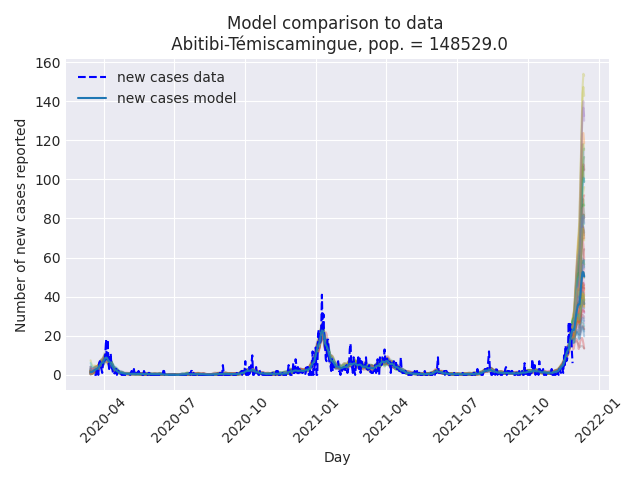 Model comparison to data
Abitibi-Témiscamingue, pop. = 148529.0
new cases data
new cases model
Number of new cases reported
160
140
120
100
80
60
40
20
0
2020-04
2020-07
2020-10
2021-01
2021-04
2021-07
2021-10
2022-01
Day